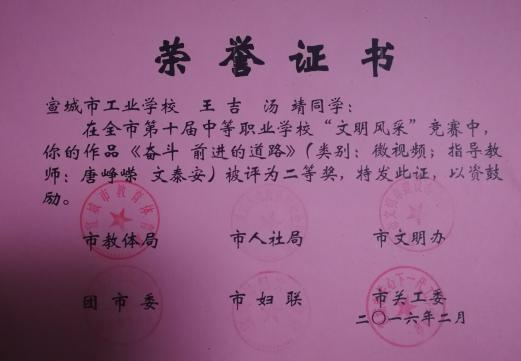 荣誉证书
宣城市工业学校 王吉 汤靖同学：
在全市第十届中等职业学校“文明风采”竞赛中，
你的作品《奋斗 前进的道路》（类别：微视频；指导教
师：唐峥嵘 文泰安）被评为二等奖，特发此证，以资鼓
励。
市教体局 市人社局 市文明办
团市委 市妇联 市关工委
二〇一六年二月